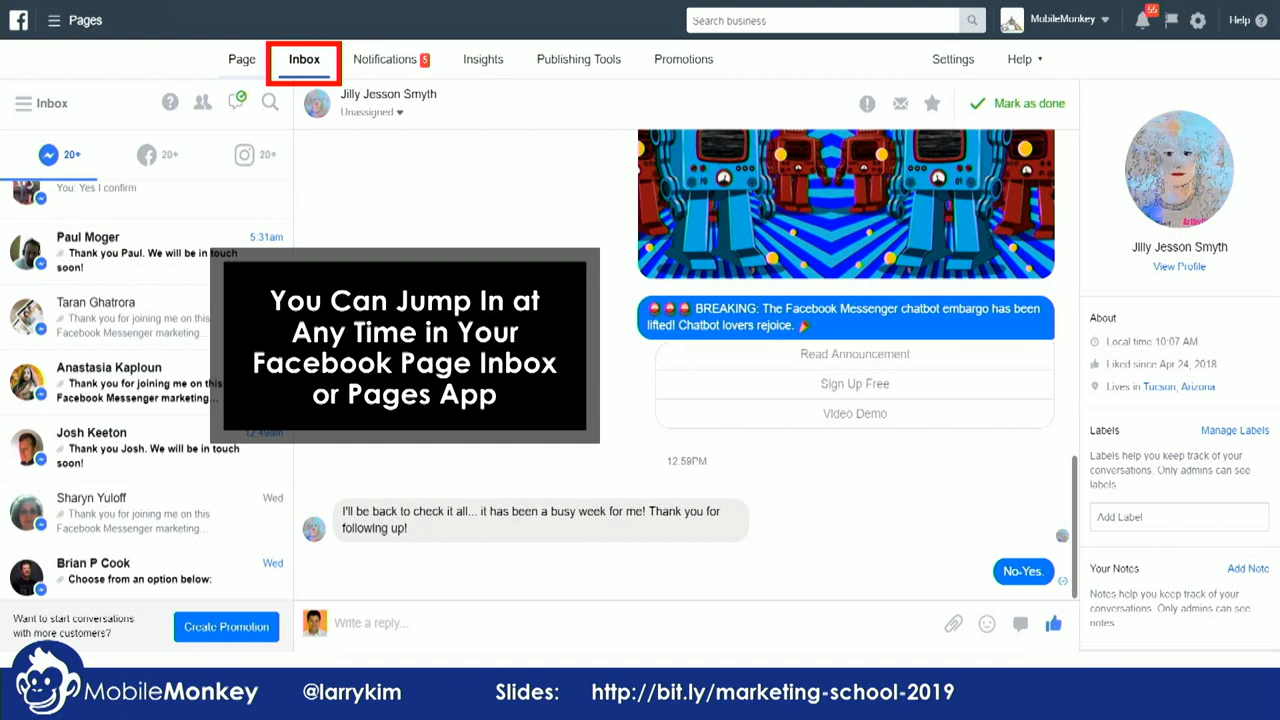 Pages
Search business
MobileMonkey
55
Help
Page
Inbox
Notifications 5
Insights
Publishing Tools
Promotions
Settings
Help
Inbox
Jilly Jesson Smyth
Unassigned
Mark as done
20+
20+
20+
You: Yes I confirm
Paul Moger
5:31am
Thank you Paul. We will be in touch
soon!
Taran Ghatrora
Thank you for joining me on this
Facebook Messenger marketing...
Anastasia Kaploun
Thank you for joining me on this
Facebook Messenger marketing...
Josh Keeton
12:49am
Thank you Josh. We will be in touch
soon!
Sharyn Yuloff
Wed
Thank you for joining me on this
Facebook Messenger marketing...
Brian P Cook
Wed
Choose from an option below:
Want to start conversations
with more customers?
Create Promotion
You Can Jump In at
Any Time in Your
Facebook Page Inbox
or Pages App
BREAKING: The Facebook Messenger chatbot embargo has been
lifted! Chatbot lovers rejoice. 🎉
Read Announcement
Sign Up Free
Video Demo
12:59PM
I'll be back to check it all... it has been a busy week for me! Thank you for
following up!
No-Yes.
Write a reply...
Jilly Jesson Smyth
View Profile
About
Local time 10:07 AM
Liked since Apr 24, 2018
Lives in Tucson, Arizona
Labels
Manage Labels
Labels help you keep track of your
conversations. Only admins can see
labels.
Add Label
Your Notes
Add Note
Notes help you keep track of your
conversations. Only admins can see
notes.
MobileMonkey
@larrykim
Slides:
http://bit.ly/marketing-school-2019